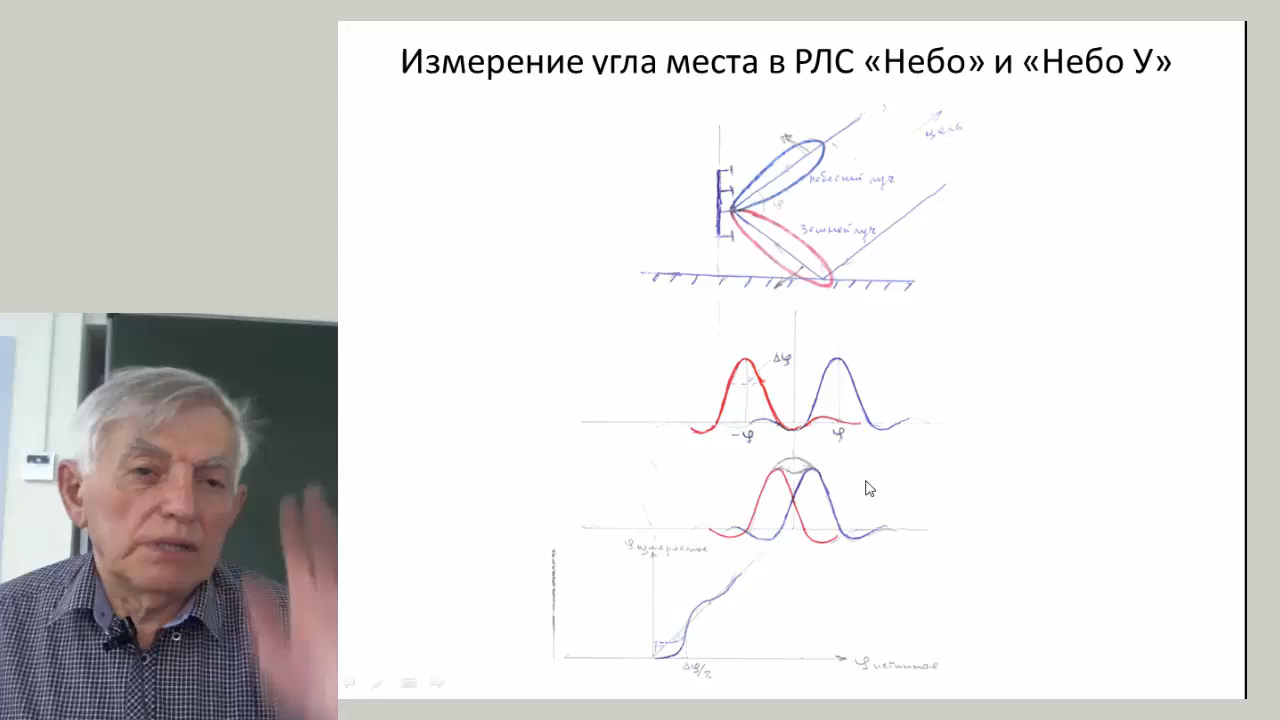 Измерение угла места в РЛС «Небо» и «Небо У»
цель
небесный луч
φ
Земной луч
Δφ
-φ
φ
φ измеренное
Δφ/2
φ истинное